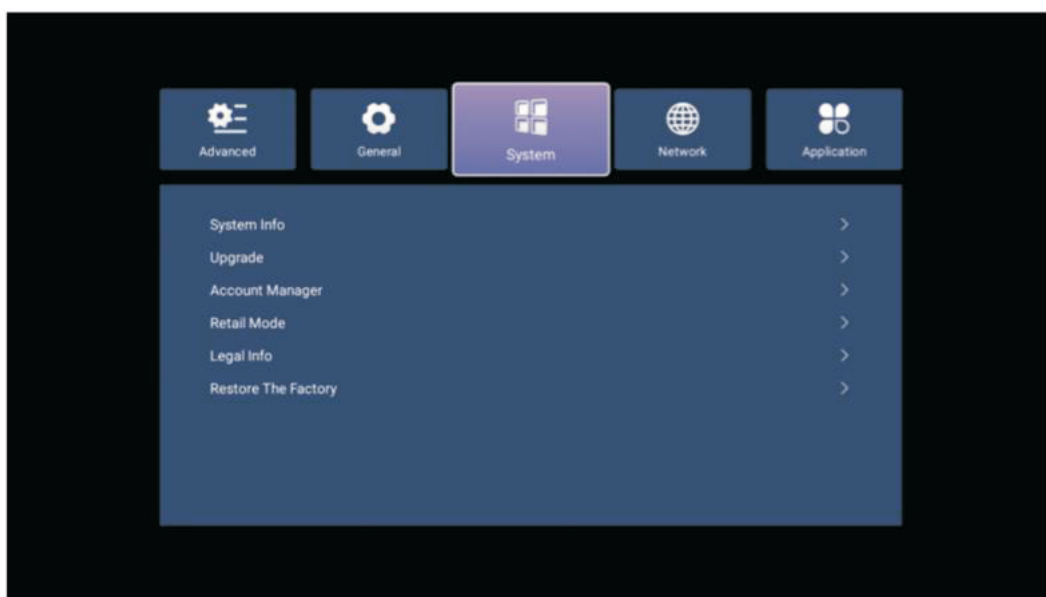 Advanced
General
System
Network
Application
System Info
Upgrade
Account Manager
Retail Mode
Legal Info
Restore The Factory